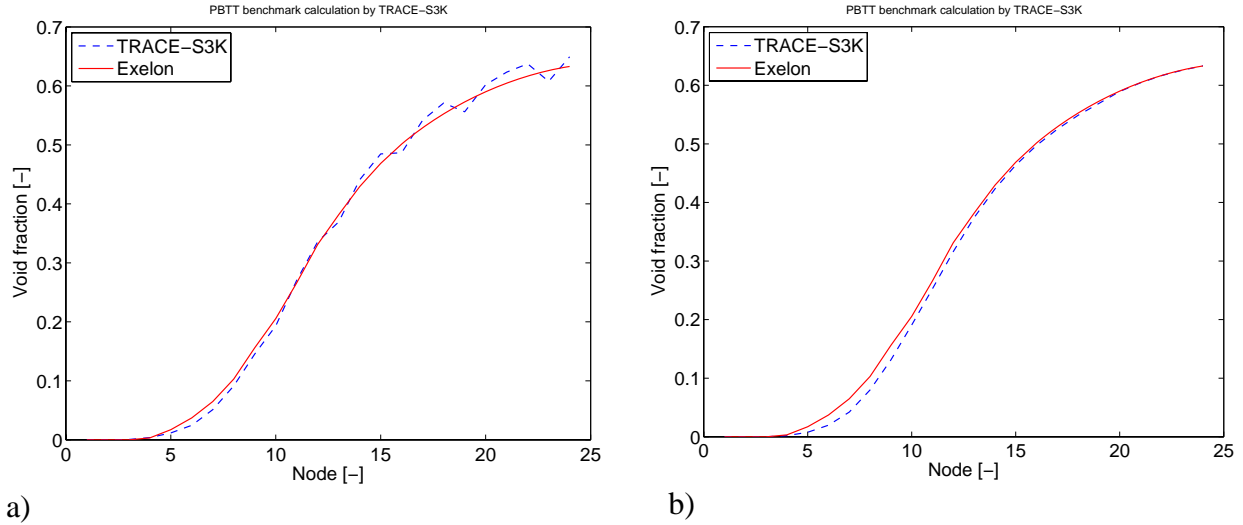 PBTT benchmark calculation by TRACE−S3K
TRACE−S3K
Exelon
0.7
0.6
0.5
0.4
0.3
0.2
0.1
0
Void fraction [−]
0 5 10 15 20 25
Node [−]
a)
PBTT benchmark calculation by TRACE−S3K
TRACE−S3K
Exelon
0.7
0.6
0.5
0.4
0.3
0.2
0.1
0
Void fraction [−]
0 5 10 15 20 25
Node [−]
b)